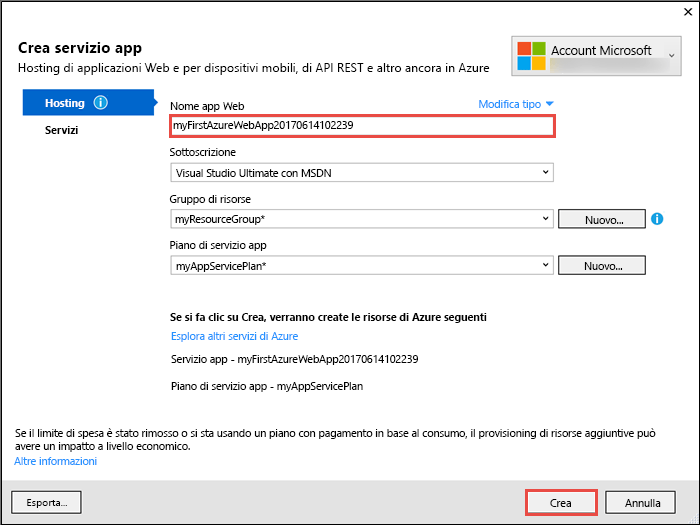 Crea servizio app
Hosting di applicazioni Web e per dispositivi mobili, di API REST e altro ancora in Azure
Account Microsoft
Hosting
Servizi
Nome app Web
Modifica tipo
myFirstAzureWebApp20170614102239
Sottoscrizione
Visual Studio Ultimate con MSDN
Gruppo di risorse
myResourceGroup*
Nuovo...
Piano di servizio app
myAppServicePlan*
Nuovo...
Se si fa clic su Crea, verranno create le risorse di Azure seguenti
Esplora altri servizi di Azure
Servizio app - myFirstAzureWebApp20170614102239
Piano di servizio app - myAppServicePlan
Se il limite di spesa è stato rimosso o si sta usando un piano con pagamento in base al consumo, il provisioning di risorse aggiuntive può
avere un impatto a livello economico.
Altre informazioni
Esporta...
Crea
Annulla